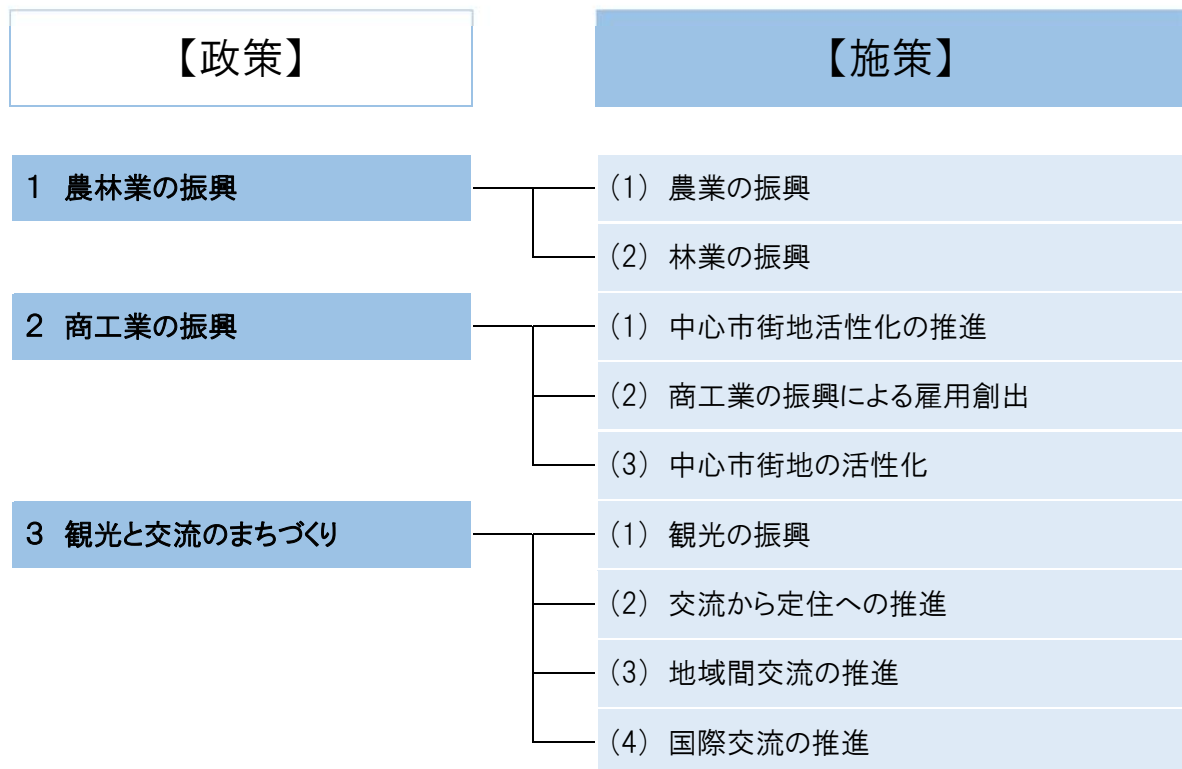 【政策】
【施策】
1 農林業の振興
(1) 農業の振興
(2) 林業の振興
2 商工業の振興
(1) 中心市街地活性化の推進
(2) 商工業の振興による雇用創出
(3) 中心市街地の活性化
3 観光と交流のまちづくり
(1) 観光の振興
(2) 交流から定住への推進
(3) 地域間交流の推進
(4) 国際交流の推進